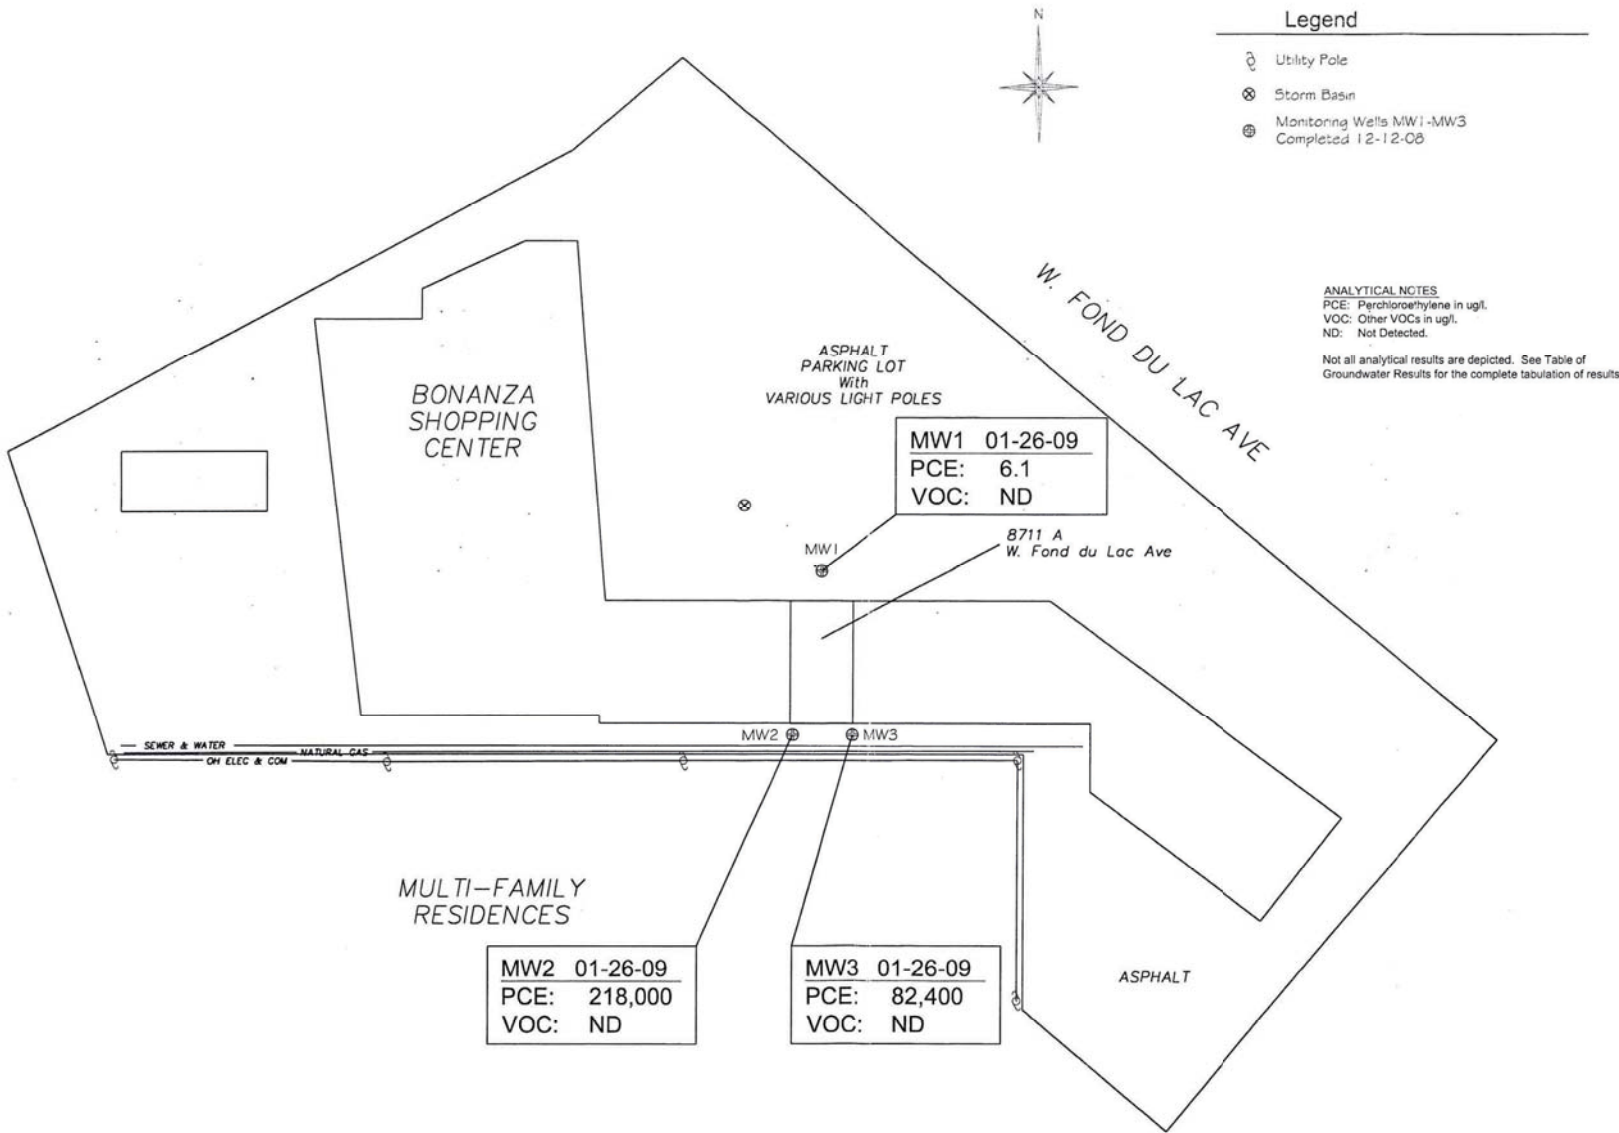 N
Legend
Utility Pole
Storm Basin
Monitoring Wells MW1-MW3
Completed 12-12-08
W. FOND DU LAC AVE
ANALYTICAL NOTES
PCE: Perchloroethylene in ug/l.
VOC: Other VOCs in ug/l.
ND: Not Detected.
Not all analytical results are depicted. See Table of
Groundwater Results for the complete tabulation of results
ASPHALT
PARKING LOT
With
VARIOUS LIGHT POLES
BONANZA
SHOPPING
CENTER
MW1 01-26-09
PCE: 6.1
VOC: ND
MW1
8711 A
W. Fond du Lac Ave
MW2
MW3
SEWER & WATER
NATURAL GAS
OH ELEC & COM
MULTI-FAMILY
RESIDENCES
MW2 01-26-09
PCE: 218,000
VOC: ND
MW3 01-26-09
PCE: 82,400
VOC: ND
ASPHALT